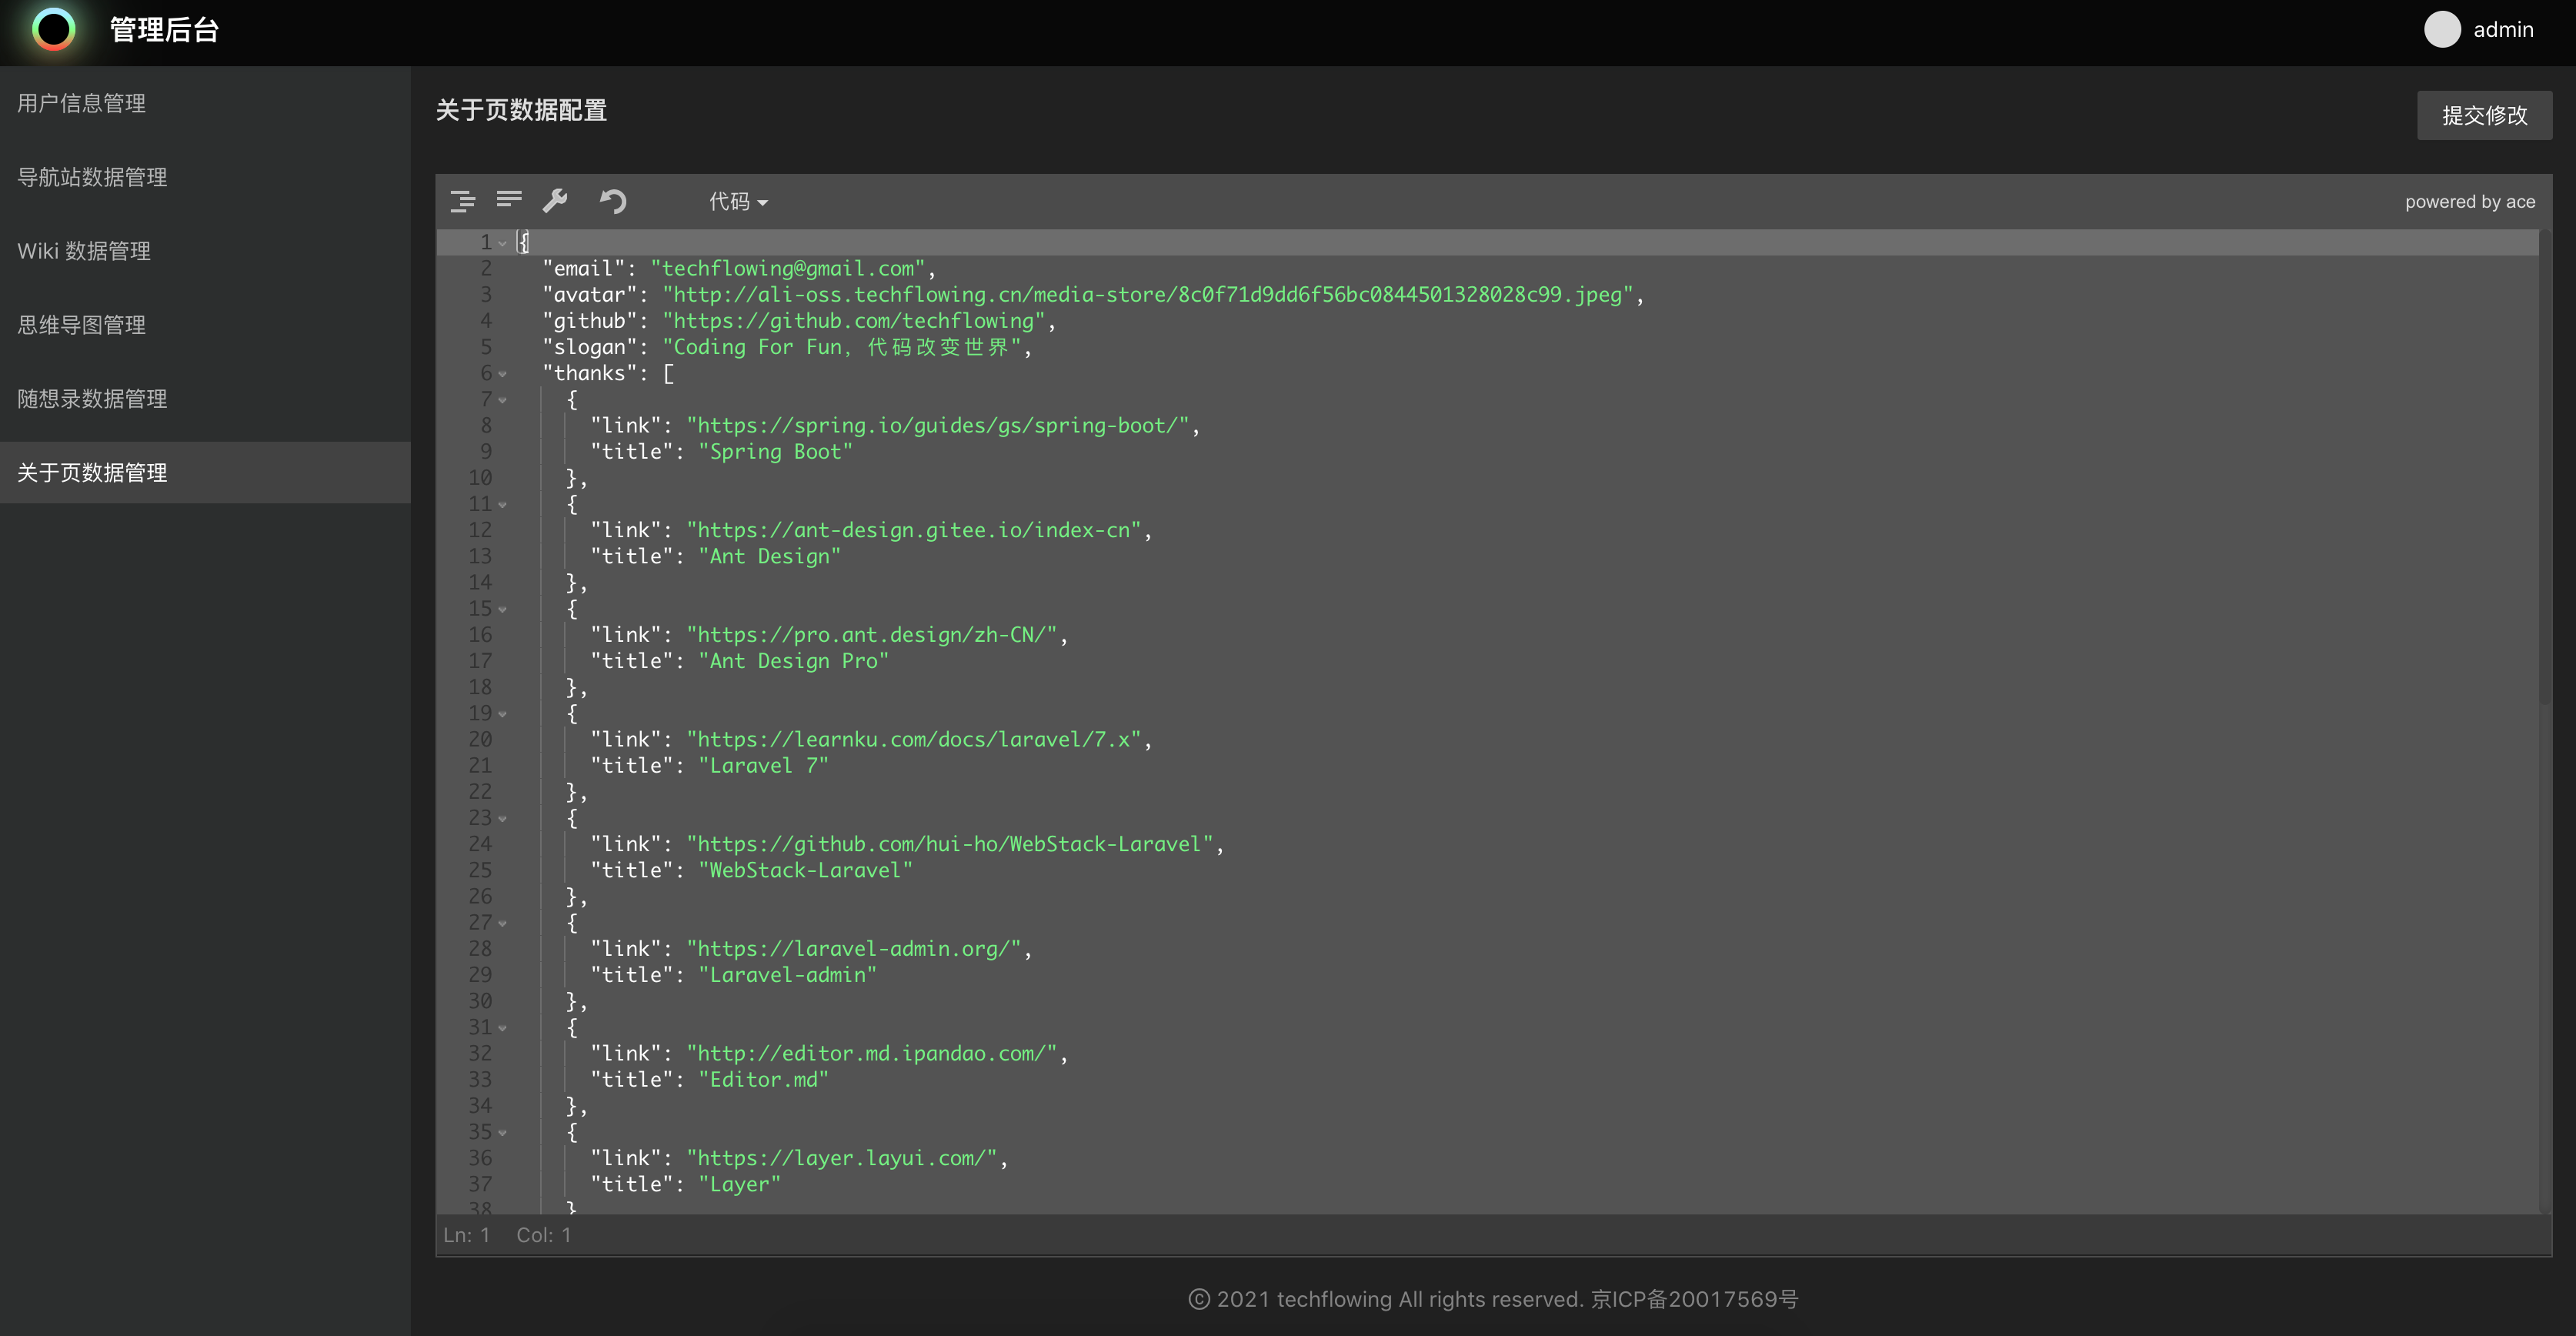 管理后台
admin
用户信息管理
导航站数据管理
Wiki 数据管理
思维导图管理
随想录数据管理
关于页数据管理
关于页数据配置
提交修改
代码
powered by ace
1 {
2 "email": "techflowing@gmail.com",
3 "avatar": "http://ali-oss.techflowing.cn/media-store/8c0f71d9dd6f56bc0844501328028c99.jpeg",
4 "github": "https://github.com/techflowing",
5 "slogan": "Coding For Fun，代码改变世界",
6 "thanks": [
7 {
8 "link": "https://spring.io/guides/gs/spring-boot/",
9 "title": "Spring Boot"
10 },
11 {
12 "link": "https://ant-design.gitee.io/index-cn",
13 "title": "Ant Design"
14 },
15 {
16 "link": "https://pro.ant.design/zh-CN/",
17 "title": "Ant Design Pro"
18 },
19 {
20 "link": "https://learnku.com/docs/laravel/7.x",
21 "title": "Laravel 7"
22 },
23 {
24 "link": "https://github.com/hui-ho/WebStack-Laravel",
25 "title": "WebStack-Laravel"
26 },
27 {
28 "link": "https://laravel-admin.org/",
29 "title": "Laravel-admin"
30 },
31 {
32 "link": "http://editor.md.ipandao.com/",
33 "title": "Editor.md"
34 },
35 {
36 "link": "https://layer.layui.com/",
37 "title": "Layer"
38 }
Ln: 1 Col: 1
© 2021 techflowing All rights reserved. 京ICP备20017569号